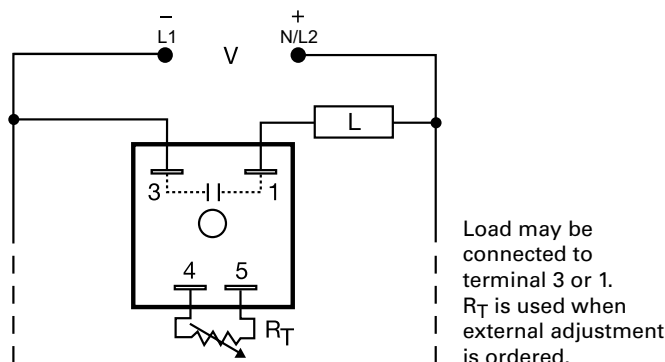 − +
L1 V N/L2
L
3 1
4 5
RT
Load may be
connected to
terminal 3 or 1.
RT is used when
external adjustment
is ordered.